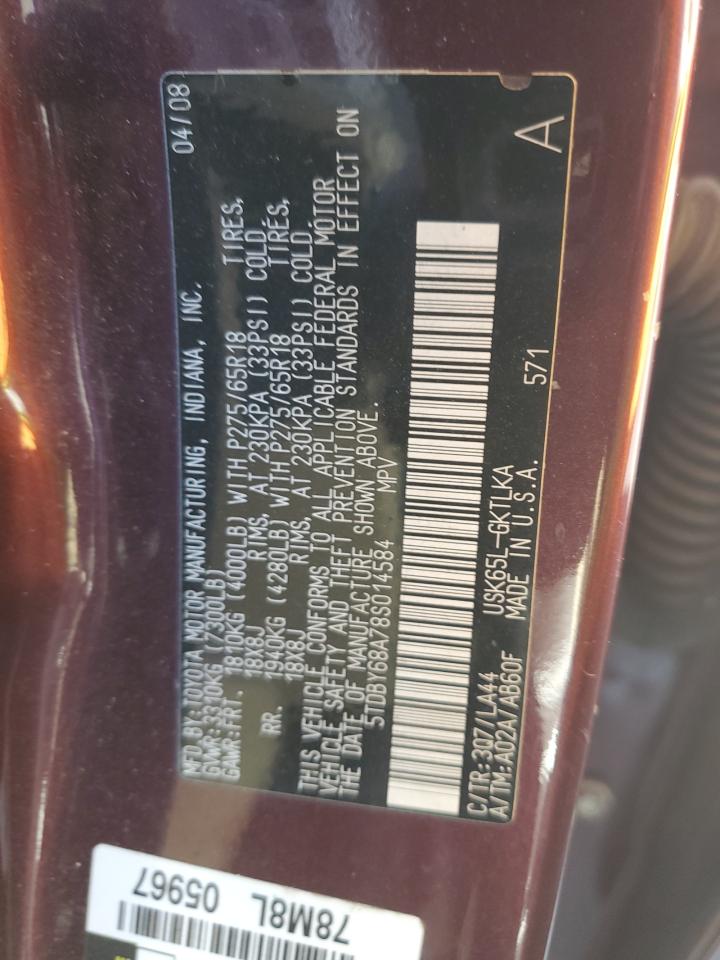 MFD.BY:TOYOTA MOTOR MANUFACTURING, INDIANA, INC. 04/08
GVWR:3310KG (7300LB)
GAWR:FRT. 1810KG (4000LB) WITH P275/65R18 TIRES,
18X8J RIMS, AT 230KPA (33PSI) COLD.
RR. 1940KG (4280LB) WITH P275/65R18 TIRES,
18X8J RIMS, AT 230KPA (33PSI) COLD.
THIS VEHICLE CONFORMS TO ALL APPLICABLE FEDERAL MOTOR
VEHICLE SAFETY AND THEFT PREVENTION STANDARDS IN EFFECT ON
THE DATE OF MANUFACTURE SHOWN ABOVE.
5TDBY68A78S014584 MPV
C/TR:3Q7/LA44 USK65L-GKTLKA
A/TM:A02A/AB60F MADE IN U.S.A. 571 A
78M8L 05967